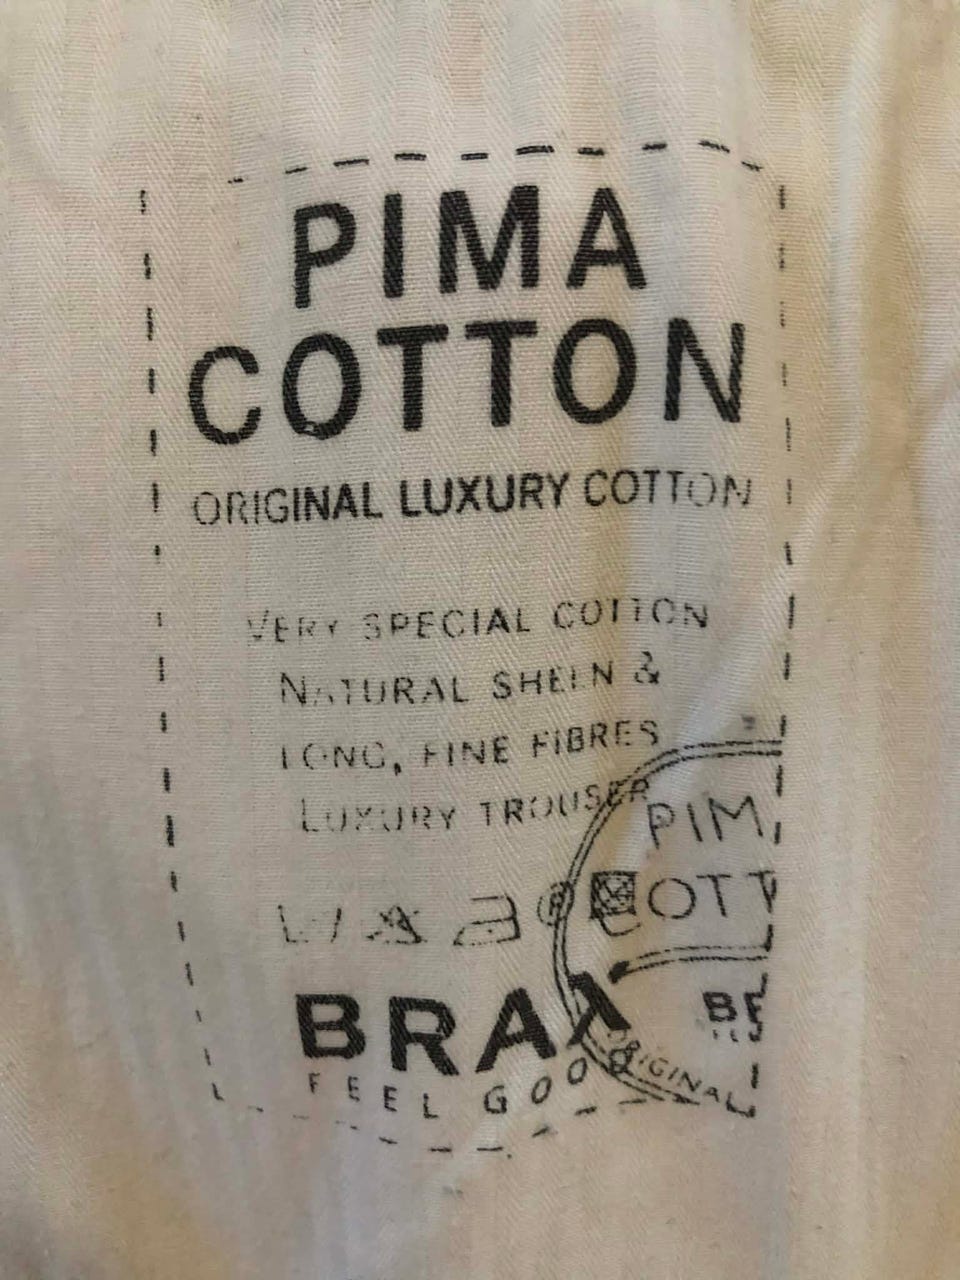 PIMA
COTTON
ORIGINAL LUXURY COTTON
VERY SPECIAL COTTON
NATURAL SHEEN &
LONG, FINE FIBRES
LUXURY TROUSER
PIM
COTT
BRAX
FEEL GOOD
ORIGINAL